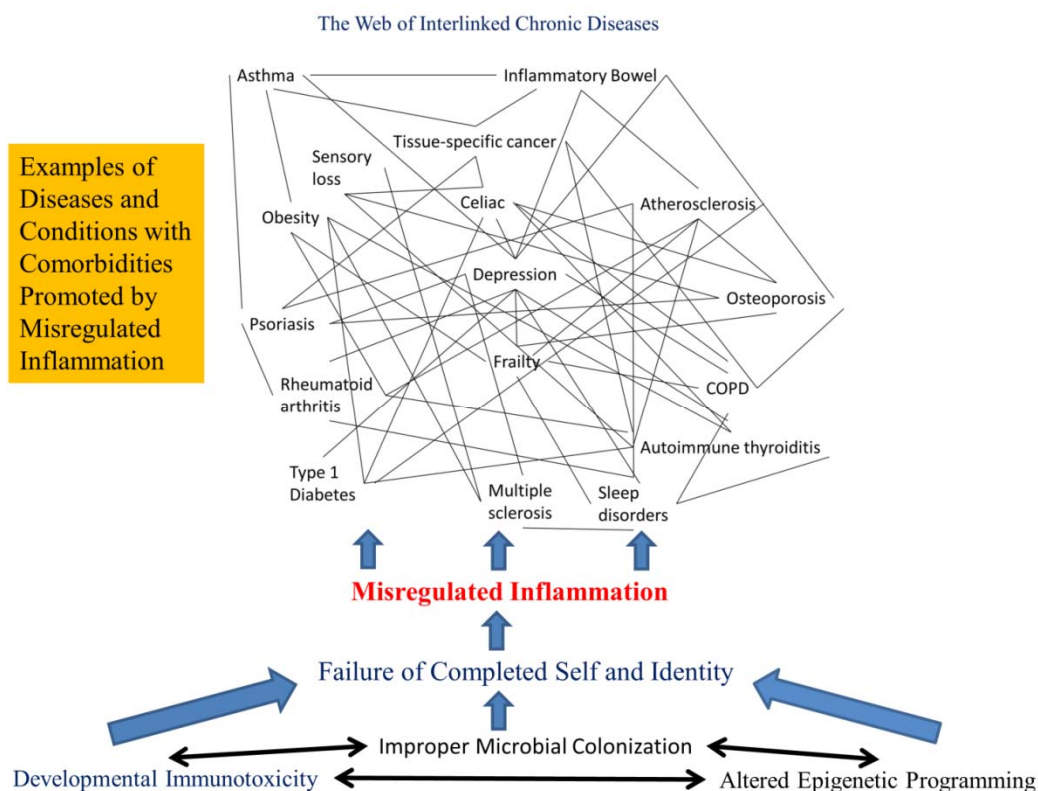 The Web of Interlinked Chronic Diseases
Asthma
Inflammatory Bowel
Examples of
Diseases and
Conditions with
Comorbidities
Promoted by
Misregulated
Inflammation
Tissue-specific cancer
Sensory
loss
Celiac
Atherosclerosis
Obesity
Depression
Osteoporosis
Psoriasis
Frailty
Rheumatoid
arthritis
COPD
Autoimmune thyroiditis
Type 1
Diabetes
Multiple
sclerosis
Sleep
disorders
Misregulated Inflammation
Failure of Completed Self and Identity
Improper Microbial Colonization
Developmental Immunotoxicity
Altered Epigenetic Programming